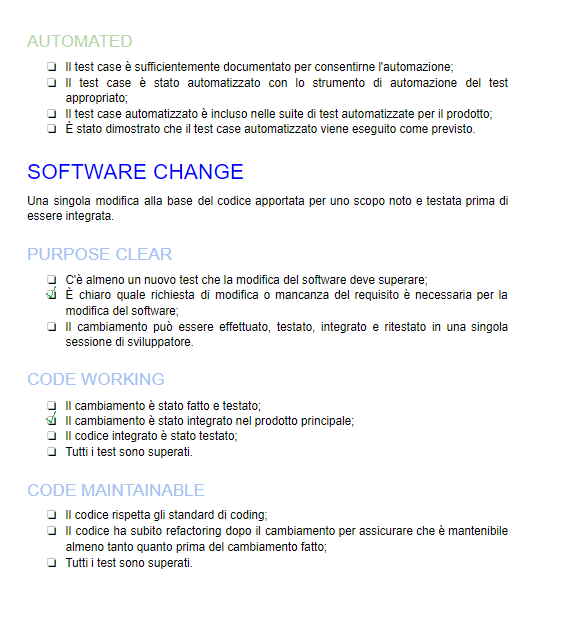 AUTOMATED
❏ Il test case è sufficientemente documentato per consentirne l'automazione;
❏ Il test case è stato automatizzato con lo strumento di automazione del test
appropriato;
❏ Il test case automatizzato è incluso nelle suite di test automatizzate per il prodotto;
❏ È stato dimostrato che il test case automatizzato viene eseguito come previsto.
SOFTWARE CHANGE
Una singola modifica alla base del codice apportata per uno scopo noto e testata prima di
essere integrata.
PURPOSE CLEAR
❏ C'è almeno un nuovo test che la modifica del software deve superare;
☑ È chiaro quale richiesta di modifica o mancanza del requisito è necessaria per la
modifica del software;
❏ Il cambiamento può essere effettuato, testato, integrato e ritestato in una singola
sessione di sviluppatore.
CODE WORKING
❏ Il cambiamento è stato fatto e testato;
☑ Il cambiamento è stato integrato nel prodotto principale;
❏ Il codice integrato è stato testato;
❏ Tutti i test sono superati.
CODE MAINTAINABLE
❏ Il codice rispetta gli standard di coding;
❏ Il codice ha subito refactoring dopo il cambiamento per assicurare che è mantenibile
almeno tanto quanto prima del cambiamento fatto;
❏ Tutti i test sono superati.